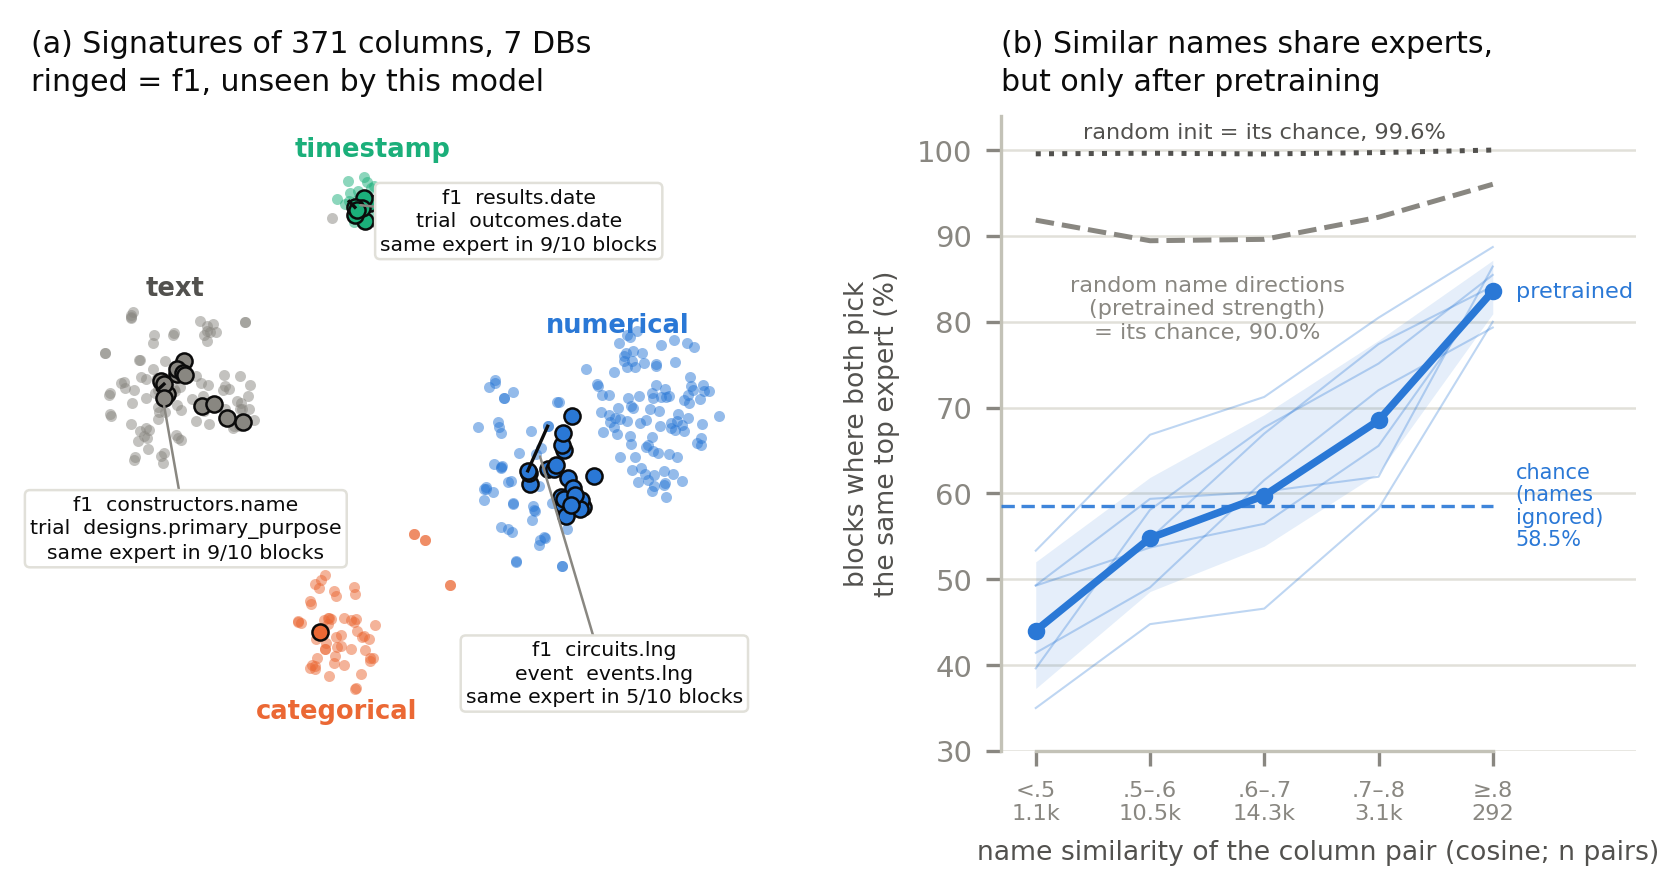 (a) Signatures of 371 columns, 7 DBs
ringed = f1, unseen by this model
timestamp
f1  results.date
trial  outcomes.date
same expert in 9/10 blocks
text
numerical
f1  constructors.name
trial  designs.primary_purpose
same expert in 9/10 blocks
f1  circuits.lng
event  events.lng
same expert in 5/10 blocks
categorical
(b) Similar names share experts,
but only after pretraining
blocks where both pick
the same top expert (%)
100
90
80
70
60
50
40
30
random init = its chance, 99.6%
random name directions
(pretrained strength)
= its chance, 90.0%
pretrained
chance
(names
ignored)
58.5%
<.5
1.1k
.5–.6
10.5k
.6–.7
14.3k
.7–.8
3.1k
≥.8
292
name similarity of the column pair (cosine; n pairs)